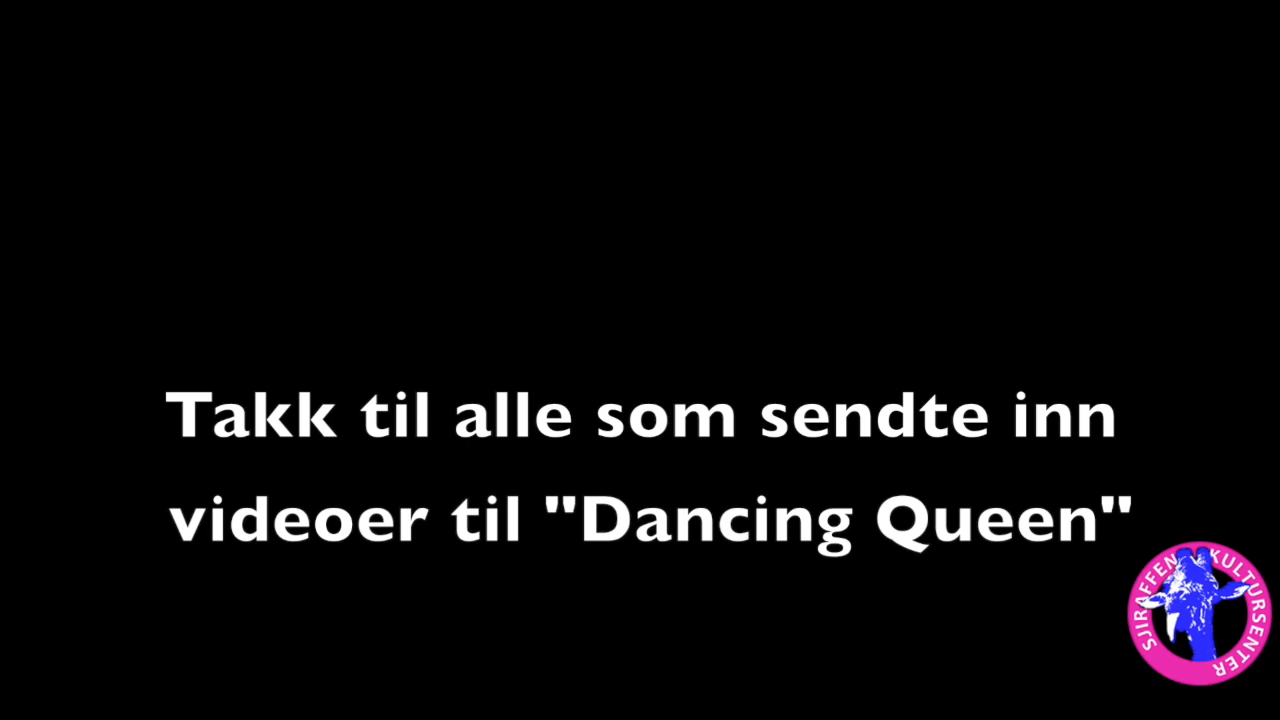 Takk til alle som sendte inn
videoer til "Dancing Queen"
SJIRAFFEN KULTURSENTER